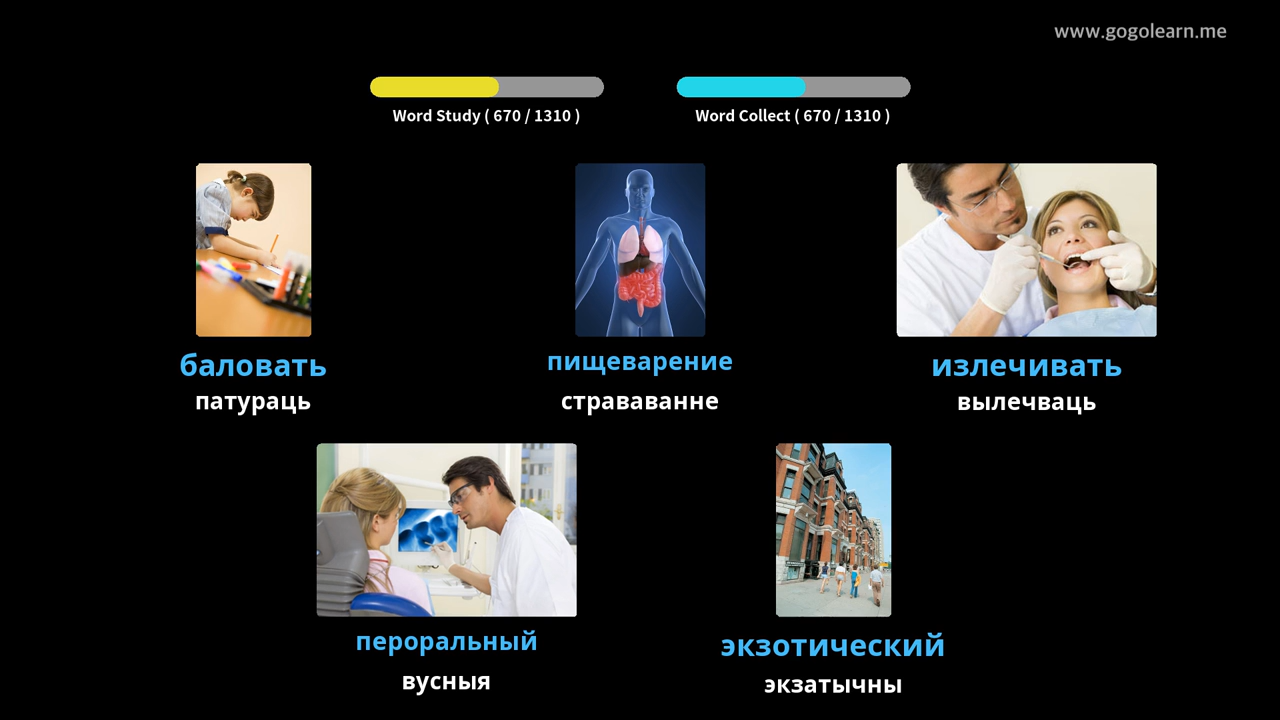 www.gogolearn.me
Word Study ( 670 / 1310 )
Word Collect ( 670 / 1310 )
баловать
патураць
пищеварение
страваванне
излечивать
вылечваць
пероральный
вусныя
экзотический
экзатычны